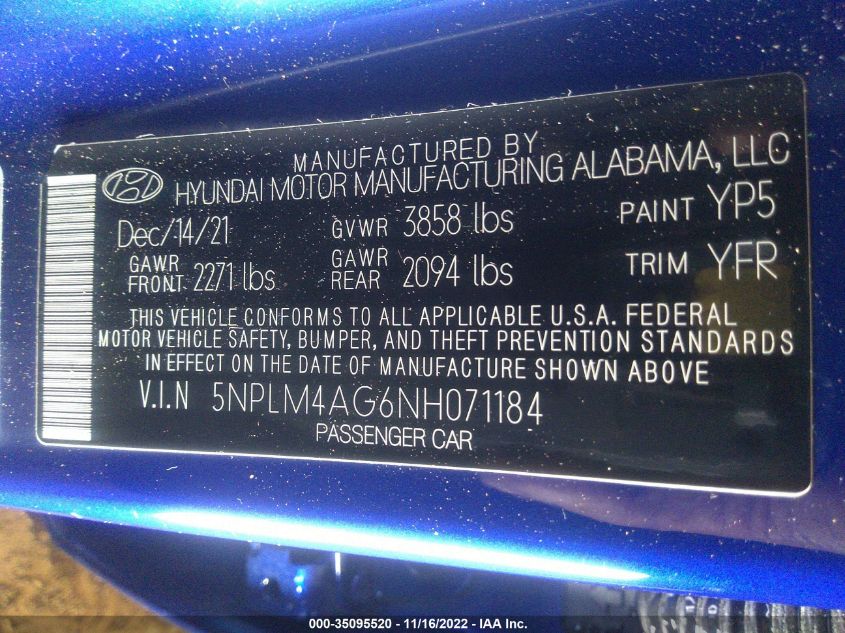 MANUFACTURED BY
HYUNDAI MOTOR MANUFACTURING ALABAMA, LLC
Dec/14/21 GVWR 3858 lbs PAINT YP5
GAWR FRONT 2271 lbs GAWR REAR 2094 lbs TRIM YFR
THIS VEHICLE CONFORMS TO ALL APPLICABLE U.S.A. FEDERAL
MOTOR VEHICLE SAFETY, BUMPER, AND THEFT PREVENTION STANDARDS
IN EFFECT ON THE DATE OF MANUFACTURE SHOWN ABOVE
V.I.N 5NPLM4AG6NH071184
PASSENGER CAR
000-35095520 - 11/16/2022 - IAA Inc.